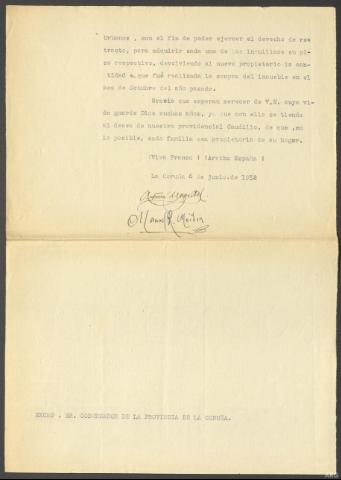 Urbanos , con el fin de poder ejercer el derecho de re-
tracto, para adquirir cada uno de los inquilinos su pi-
so respectivo, devolviendo al nuevo propietario la can-
tidad a que fué realizada la compra del inmueble en el
mes de Octubre del año pasado.
Gracia que esperan merecer de V.E. cuya vi-
da guarde Dios muchos años, ya que con ello se tiende
al deseo de nuestro providencial Caudillo, de que ,no
lo posible, cada familia sea propietaria de su hogar.
¡Viva Franco ! ¡Arriba España !
La Coruña 6 de junio.de 1958
Manuel
EXCMO . SR. GOBERNADOR DE LA PROVINCIA DE LA CORUÑA.